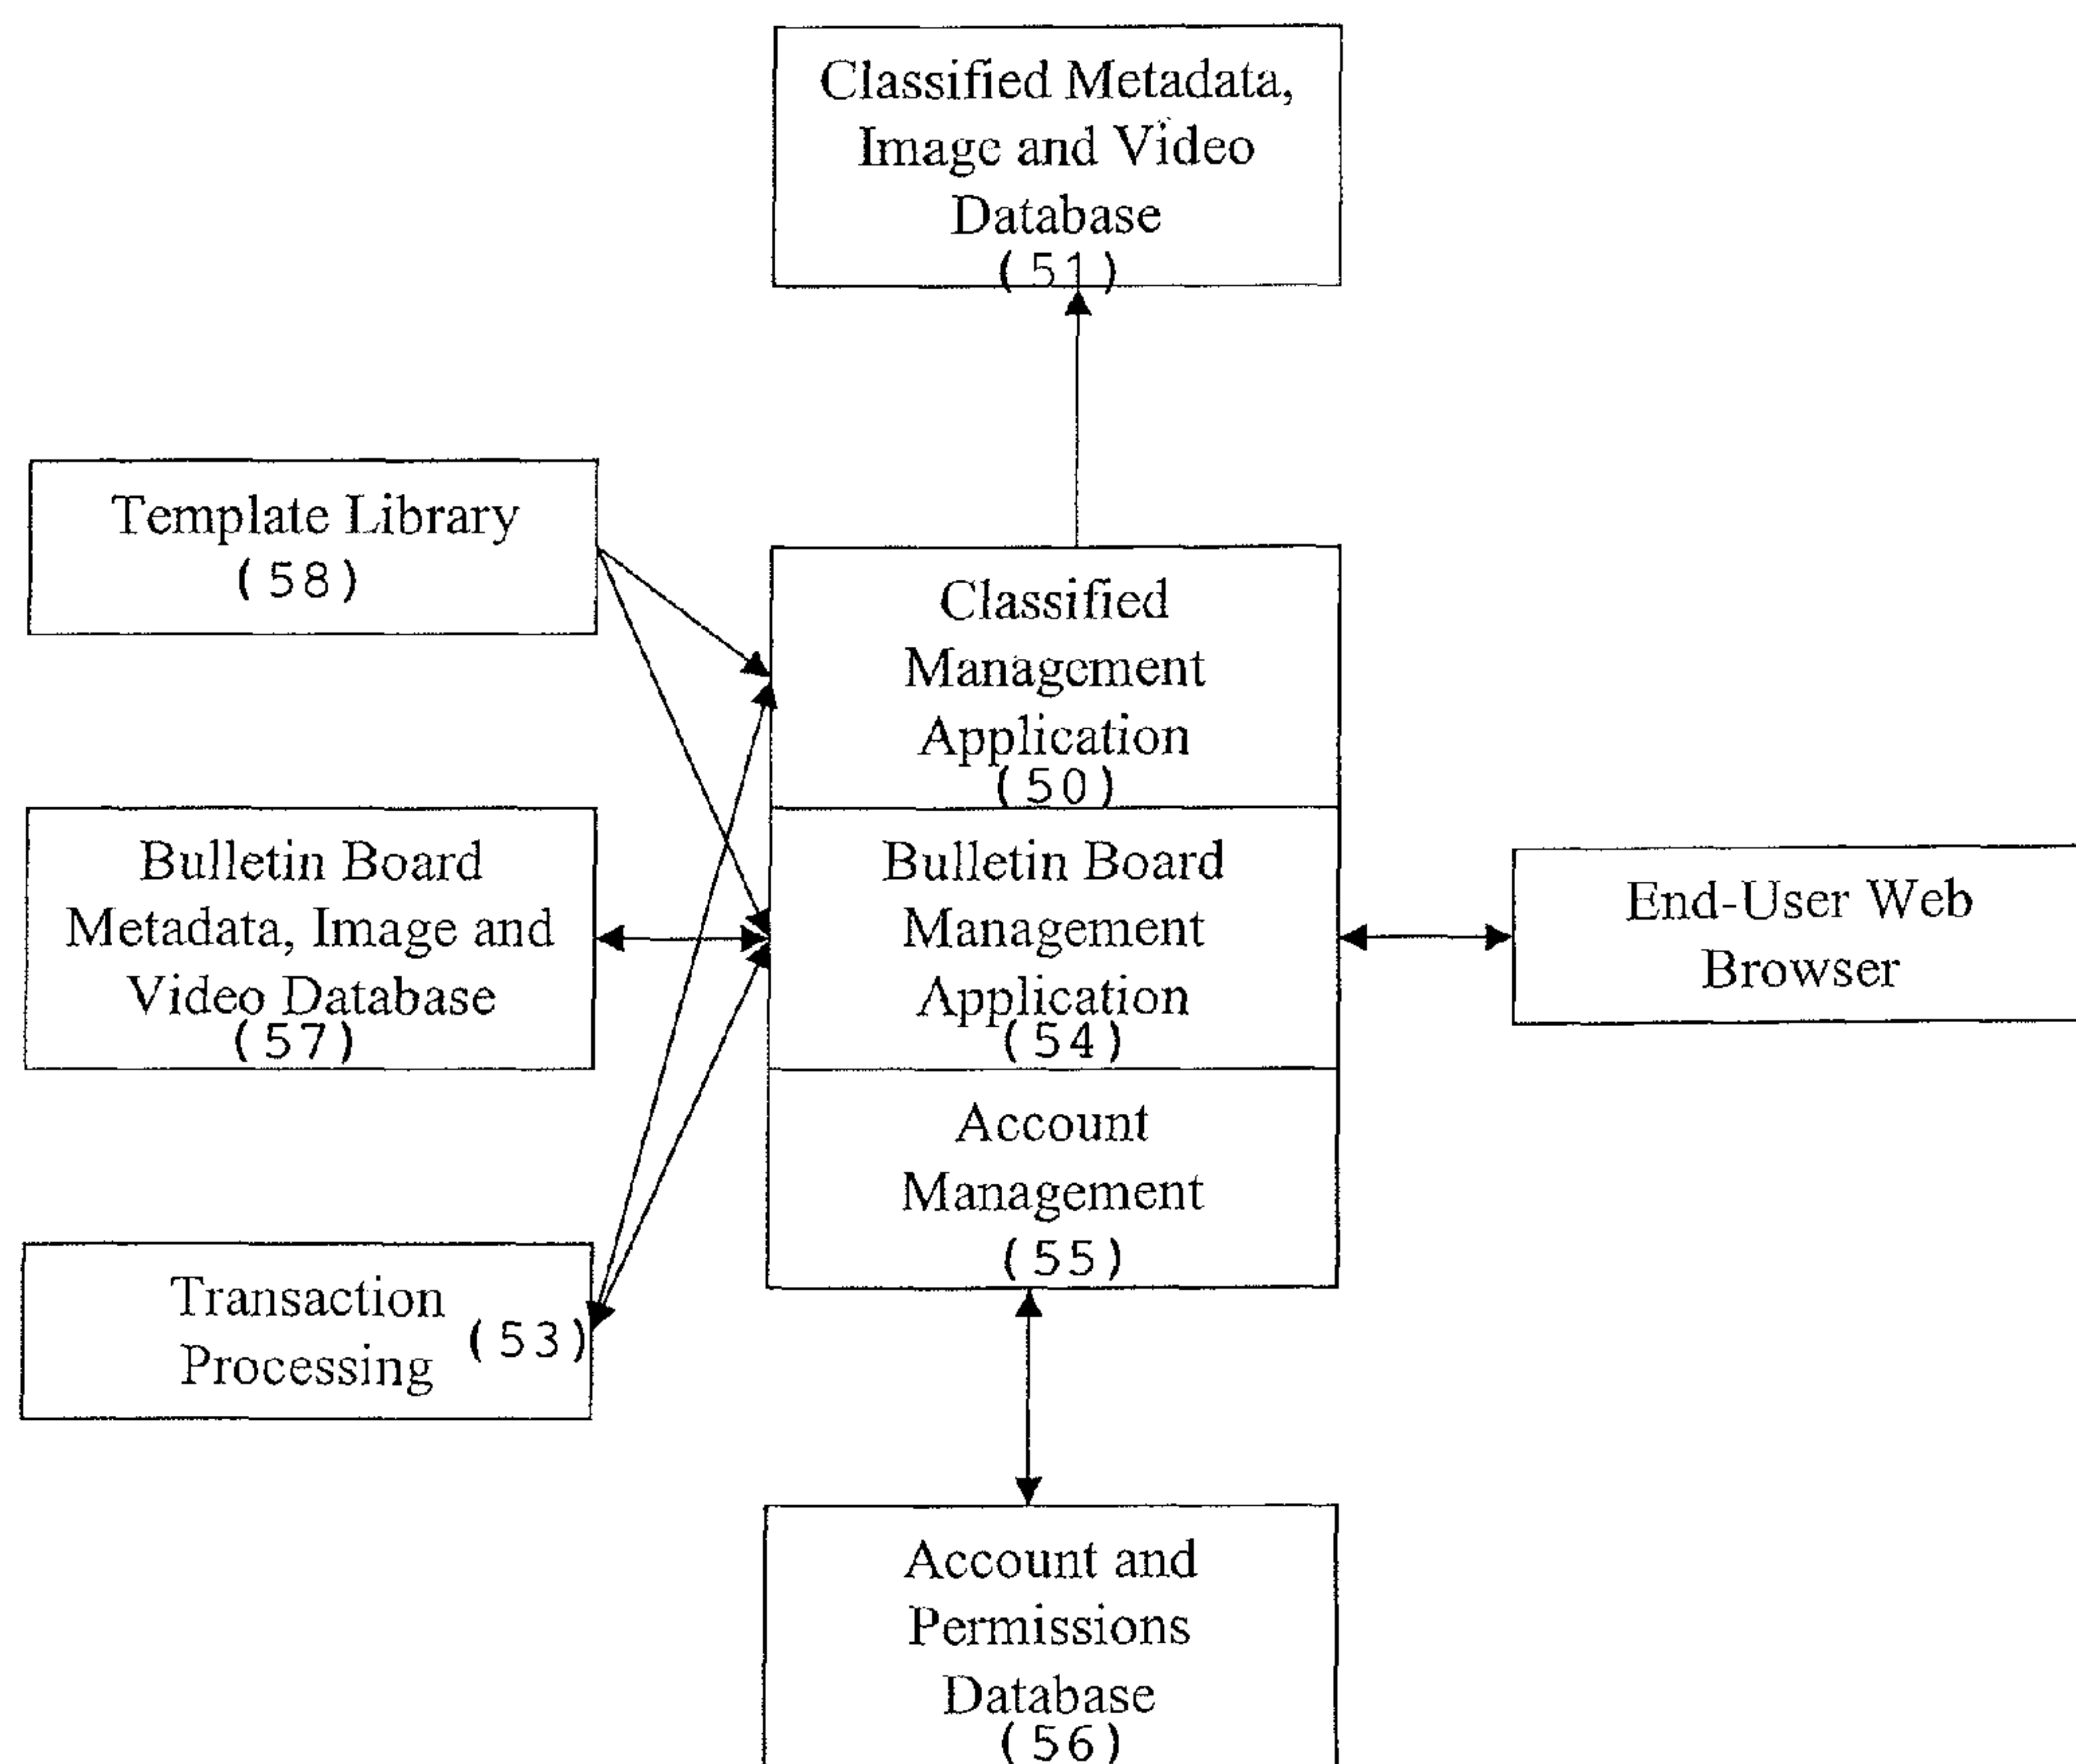 Classified Metadata,
Image and Video
Database
(51)
Template Library
(58)
Classified
Management
Application
(50)
Bulletin Board
Metadata, Image and
Video Database
(57)
Bulletin Board
Management
Application
(54)
End-User Web
Browser
Account
Management
(55)
Transaction
Processing
(53)
Account and
Permissions
Database
(56)